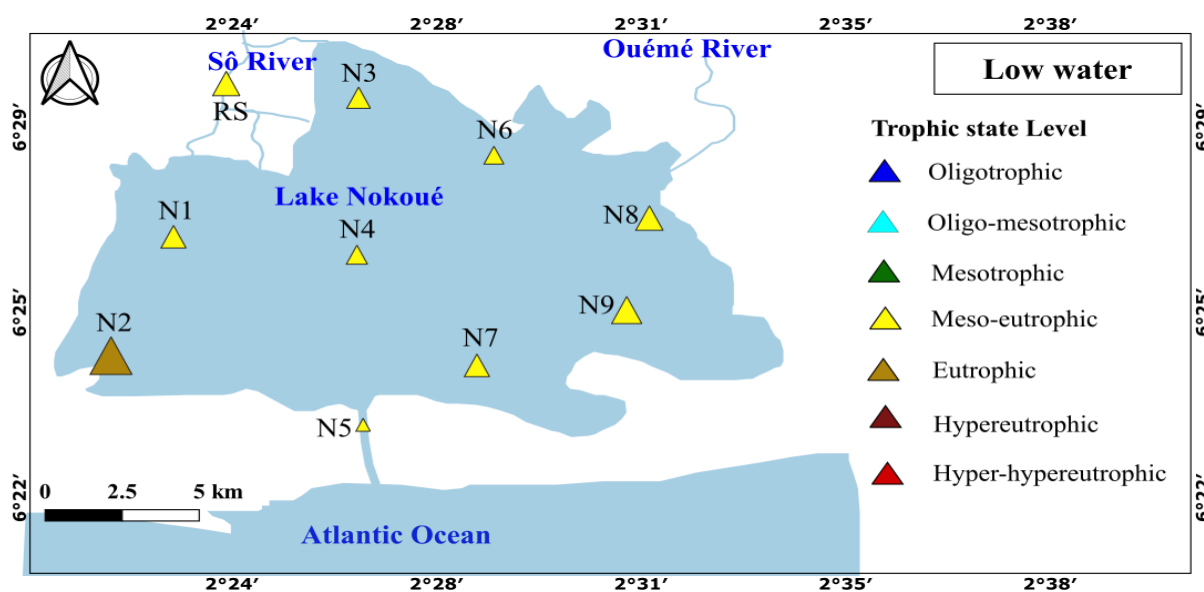 2°24′ 2°28′ 2°31′ 2°35′ 2°38′
Ouémé River
Sô River
Low water
N3
RS
6°29′ 6°29′
N6
Trophic state Level
Oligotrophic
Lake Nokoué
N1
N8
Oligo-mesotrophic
N4
Mesotrophic
6°25′ 6°25′
N9
Meso-eutrophic
N2
N7
Eutrophic
N5
Hypereutrophic
Hyper-hypereutrophic
6°22′ 6°22′
0 2.5 5 km
Atlantic Ocean
2°24′ 2°28′ 2°31′ 2°35′ 2°38′